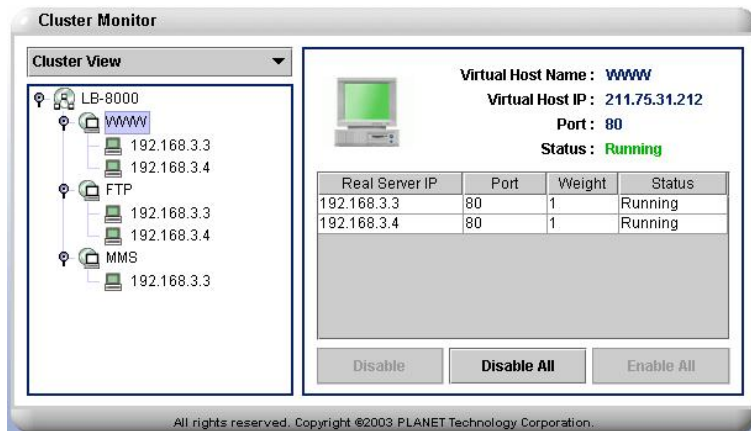 Cluster Monitor
Cluster View
LB-8000
WWW
192.168.3.3
192.168.3.4
FTP
192.168.3.3
192.168.3.4
MMS
192.168.3.3
Virtual Host Name : WWW
Virtual Host IP : 211.75.31.212
Port : 80
Status : Running
Real Server IP Port Weight Status
192.168.3.3 80 1 Running
192.168.3.4 80 1 Running
Disable Disable All Enable All
All rights reserved. Copyright ©2003 PLANET Technology Corporation.